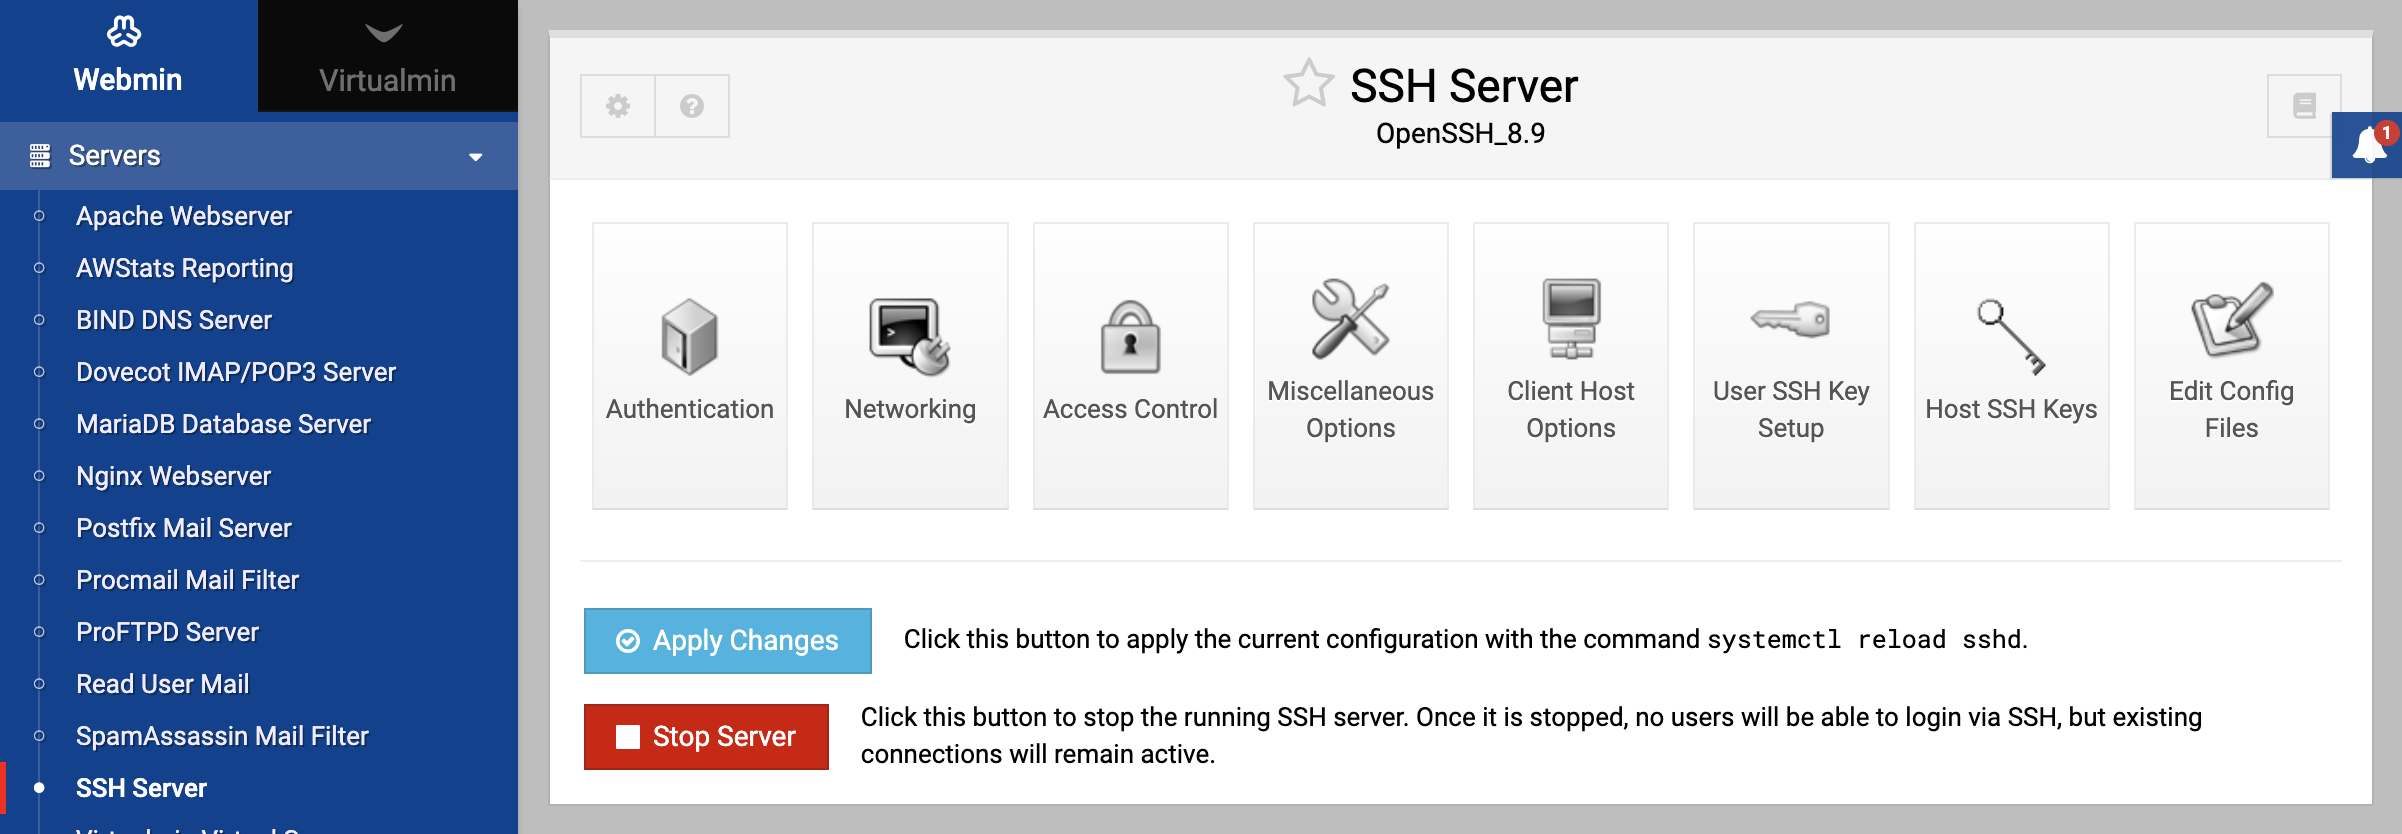 Webmin
Virtualmin
Servers
Apache Webserver
AWStats Reporting
BIND DNS Server
Dovecot IMAP/POP3 Server
MariaDB Database Server
Nginx Webserver
Postfix Mail Server
Procmail Mail Filter
ProFTPD Server
Read User Mail
SpamAssassin Mail Filter
SSH Server
SSH Server
OpenSSH_8.9
1
Authentication
Networking
Access Control
Miscellaneous
Options
Client Host
Options
User SSH Key
Setup
Host SSH Keys
Edit Config
Files
Apply Changes
Click this button to apply the current configuration with the command systemctl reload sshd.
Stop Server
Click this button to stop the running SSH server. Once it is stopped, no users will be able to login via SSH, but existing
connections will remain active.